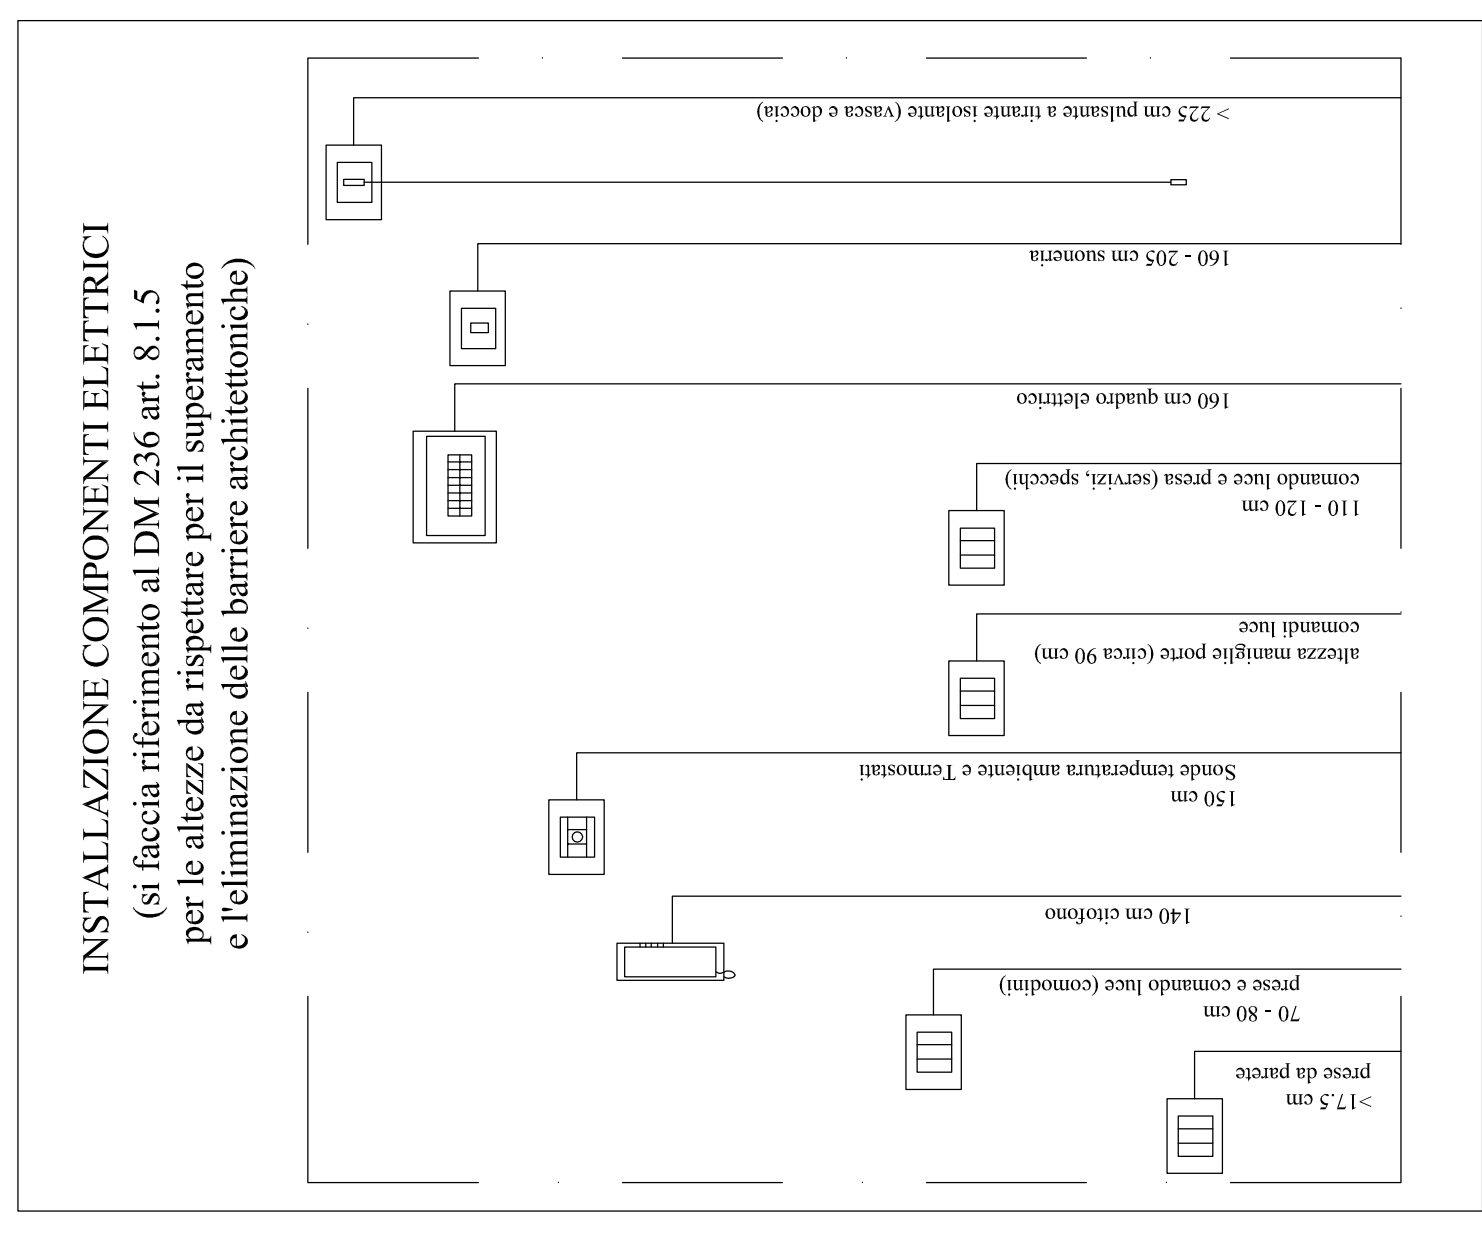 INSTALLAZIONE COMPONENTI ELETTRICI
(si faccia riferimento al DM 236 art. 8.1.5
per le altezze da rispettare per il superamento
e l'eliminazione delle barriere architettoniche)
>17.5 cm
prese da parete
70 - 80 cm
prese e comando luce (comodini)
140 cm citofono
150 cm
Sonde temperatura ambiente e Termostati
altezza maniglie porte (circa 90 cm)
comandi luce
110 - 120 cm
comando luce e presa (servizi, specchi)
160 cm quadro elettrico
160 - 205 cm suoneria
> 225 cm pulsante a tirante isolante (vasca e doccia)